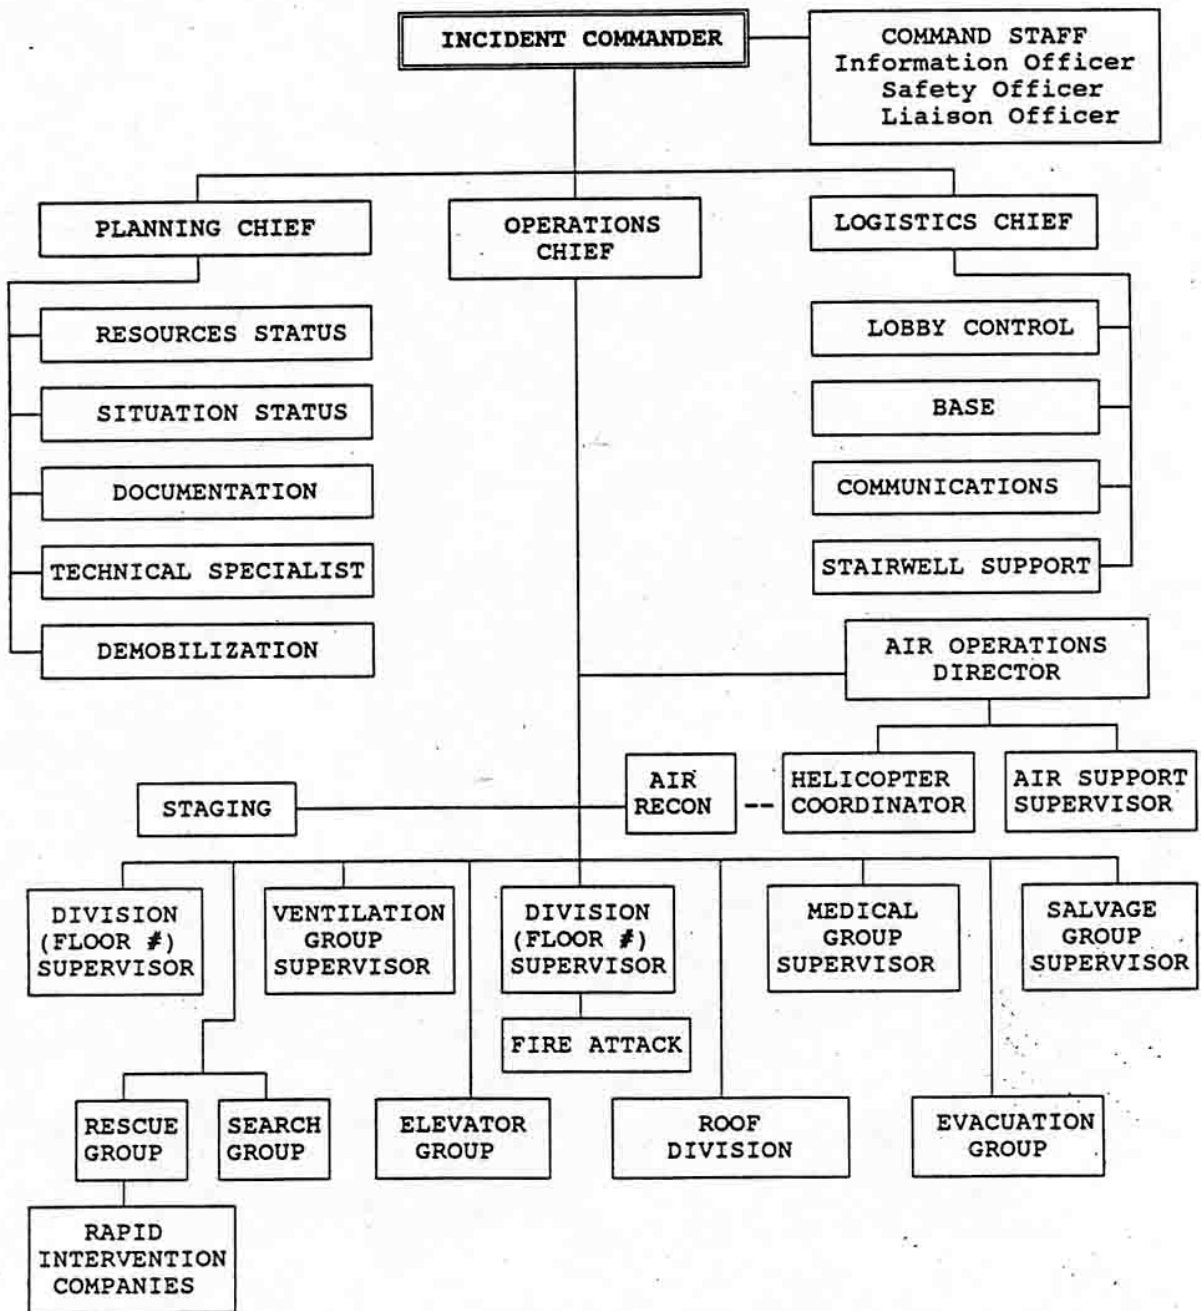 INCIDENT COMMANDER
COMMAND STAFF
Information Officer
Safety Officer
Liaison Officer
PLANNING CHIEF
OPERATIONS
CHIEF
LOGISTICS CHIEF
RESOURCES STATUS
SITUATION STATUS
DOCUMENTATION
TECHNICAL SPECIALIST
DEMOBILIZATION
LOBBY CONTROL
BASE
COMMUNICATIONS
STAIRWELL SUPPORT
AIR OPERATIONS
DIRECTOR
STAGING
AIR
RECON
--
HELICOPTER
COORDINATOR
AIR SUPPORT
SUPERVISOR
DIVISION
(FLOOR #)
SUPERVISOR
VENTILATION
GROUP
SUPERVISOR
DIVISION
(FLOOR #)
SUPERVISOR
MEDICAL
GROUP
SUPERVISOR
SALVAGE
GROUP
SUPERVISOR
FIRE ATTACK
RESCUE
GROUP
SEARCH
GROUP
ELEVATOR
GROUP
ROOF
DIVISION
EVACUATION
GROUP
RAPID
INTERVENTION
COMPANIES